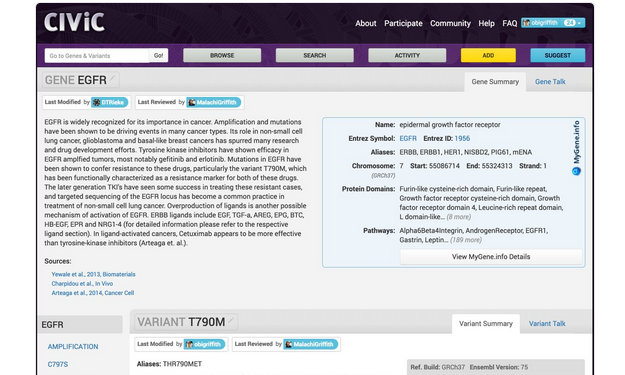 CIViC
About Participate Community Help FAQ obigriffith 24
Go to Genes & Variants Go! BROWSE SEARCH ACTIVITY ADD SUGGEST
GENE EGFR
Gene Summary Gene Talk
Last Modified by OTRieke Last Reviewed by MalachiGriffith
EGFR is widely recognized for its importance in cancer. Amplification and mutations
have been shown to be driving events in many cancer types. Its role in non-small cell
lung cancer, glioblastoma and basal-like breast cancers has spurred many research
and drug development efforts. Tyrosine kinase inhibitors have shown efficacy in
EGFR amplfied tumors, most notably gefitinib and erlotinib. Mutations in EGFR have
been shown to confer resistance to these drugs, particularly the variant T790M, which
has been functionally characterized as a resistance marker for both of these drugs.
The later generation TKI's have seen some success in treating these resistant cases,
and targeted sequencing of the EGFR locus has become a common practice in
treatment of non-small cell lung cancer. Overproduction of ligands is another possible
mechanism of activation of EGFR. ERBB ligands include EGF, TGF-a, AREG, EPG, BTC,
HB-EGF, EPR and NRG1-4 (for detailed information please refer to the respective
ligand section). In ligand-activated cancers, Cetuximab appears to be more effective
than tyrosine-kinase inhibitors (Arteaga et. al.).
Sources:
Yewale et al., 2013, Biomaterials
Charpidou et al., In Vivo
Arteaga et al., 2014, Cancer Cell
Name: epidermal growth factor receptor
Entrez Symbol: EGFR Entrez ID: 1956
Aliases: ERBB, ERBB1, HER1, NISBD2, PIG61, mENA
Chromosome: 7 Start: 55086714 End: 55324313 Strand: 1
(GRCh37)
Protein Domains: Furin-like cysteine-rich domain, Furin-like repeat,
Growth factor receptor cysteine-rich domain, Growth
factor receptor domain 4, Leucine-rich repeat domain,
L domain-like... (8 more)
Pathways: Alpha6Beta4Integrin, AndrogenReceptor, EGFR1,
Gastrin, Leptin... (189 more)
View MyGene.info Details
MyGene.info
EGFR
AMPLIFICATION
C797S
VARIANT T790M
Variant Summary Variant Talk
Last Modified by obigriffith Last Reviewed by MalachiGriffith
Aliases: THR790MET
Ref. Build: GRCh37 Ensembl Version: 75